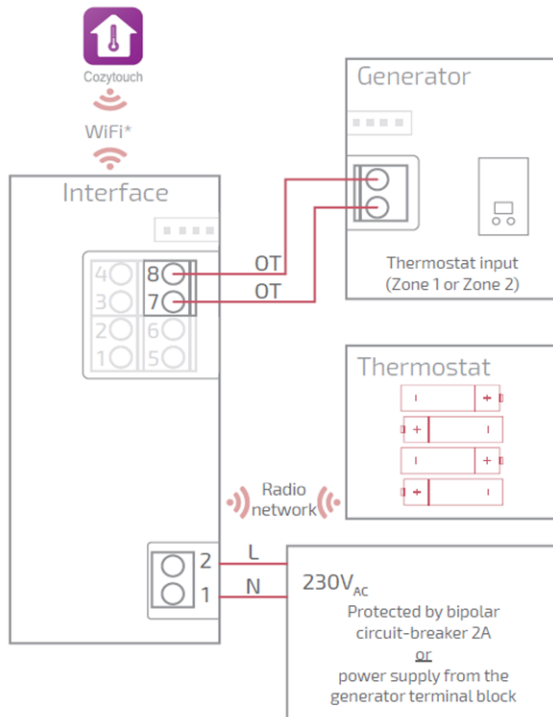 Cozytouch
WiFi*
Interface
4 8
3 7
2 6
1 5
OT
OT
Generator
Thermostat input
(Zone 1 or Zone 2)
Thermostat
- +
+ -
- +
+ -
Radio
network
2
1
L
N
230VAC
Protected by bipolar
circuit-breaker 2A
or
power supply from the
generator terminal block